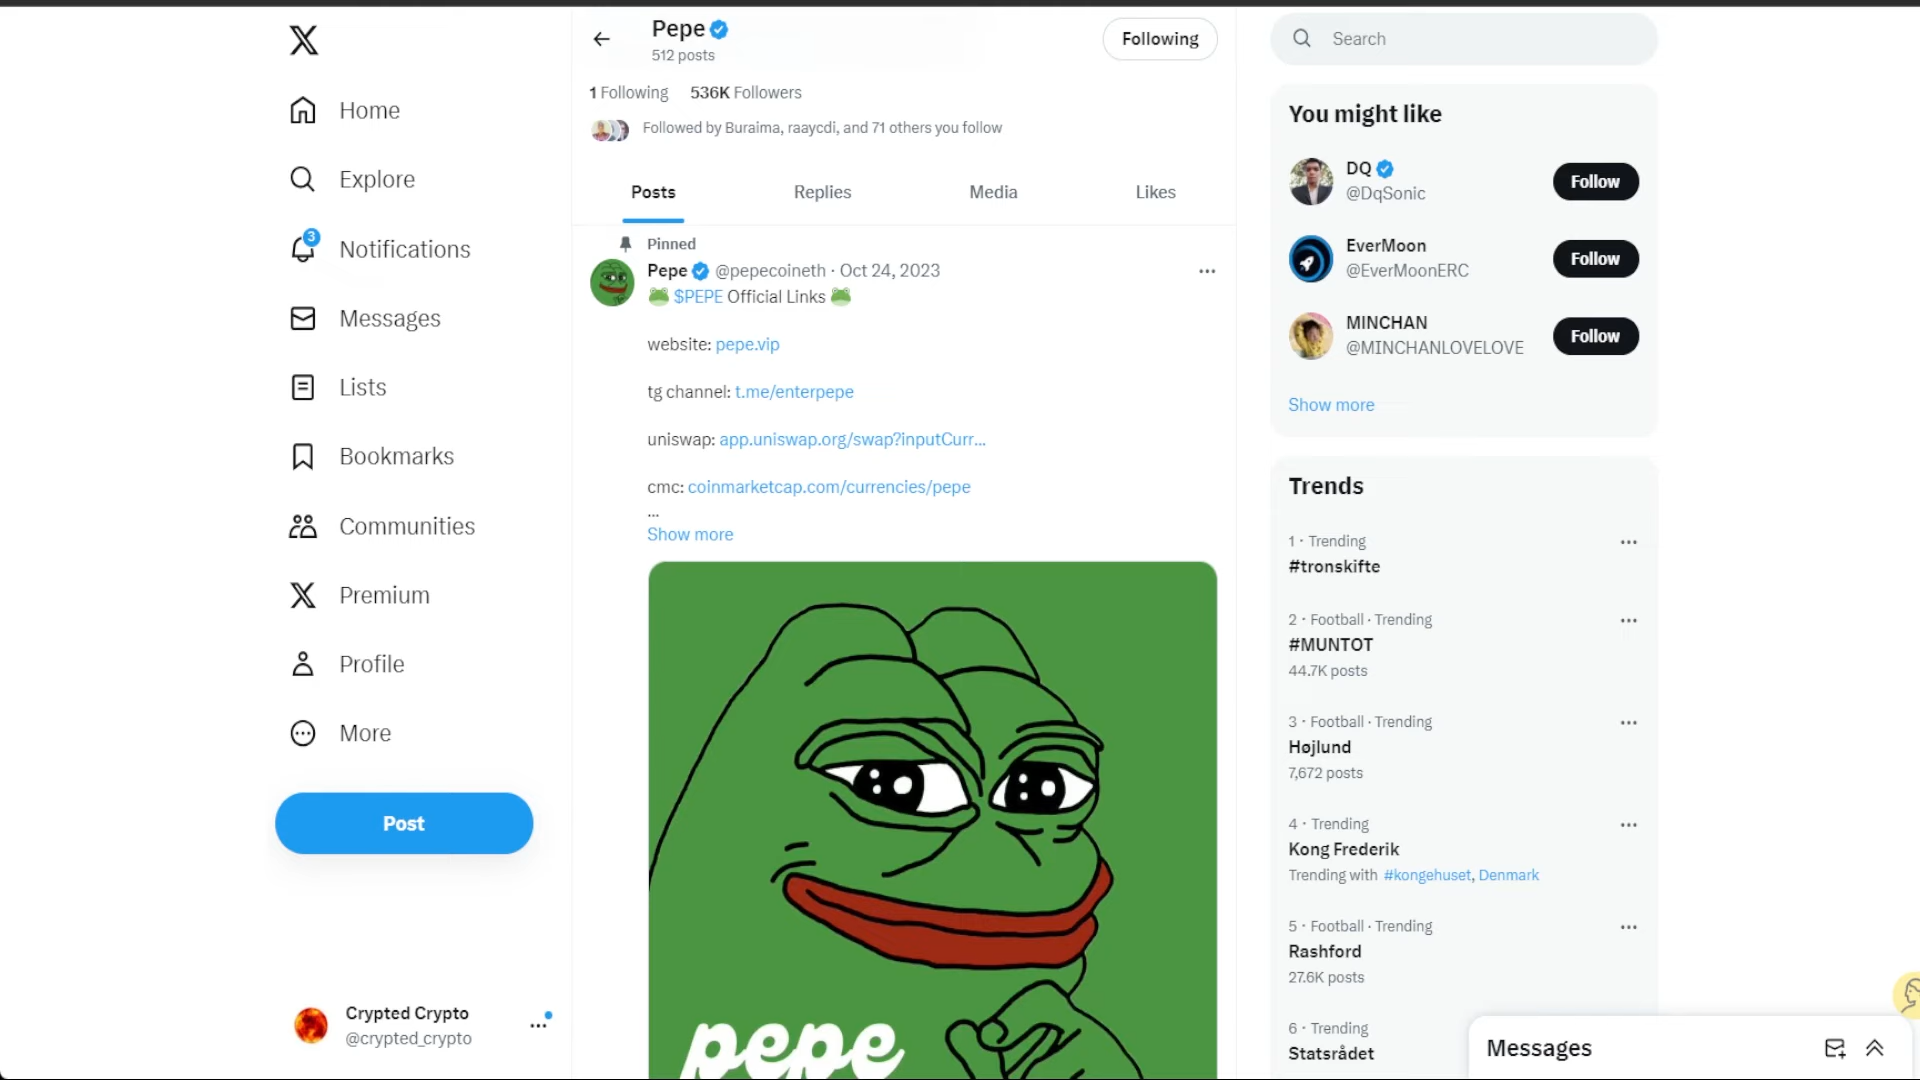 Home
Explore
3
Notifications
Messages
Lists
Bookmarks
Communities
Premium
Profile
More
Post
Crypted Crypto
@crypted_crypto
Pepe
512 posts
Following
1 Following 536K Followers
Followed by Buraima, raaycdi, and 71 others you follow
Posts Replies Media Likes
Pinned
Pepe @pepecoineth · Oct 24, 2023
🐸 $PEPE Official Links 🐸
website: pepe.vip
tg channel: t.me/enterpepe
uniswap: app.uniswap.org/swap?inputCurr...
cmc: coinmarketcap.com/currencies/pepe
...
Show more
pepe
Search
You might like
DQ
@DqSonic
Follow
EverMoon
@EverMoonERC
Follow
MINCHAN
@MINCHANLOVELOVE
Follow
Show more
Trends
1 · Trending
#tronskifte
2 · Football · Trending
#MUNTOT
44.7K posts
3 · Football · Trending
Højlund
7,672 posts
4 · Trending
Kong Frederik
Trending with #kongehuset, Denmark
5 · Football · Trending
Rashford
27.6K posts
6 · Trending
Statsrådet
Messages